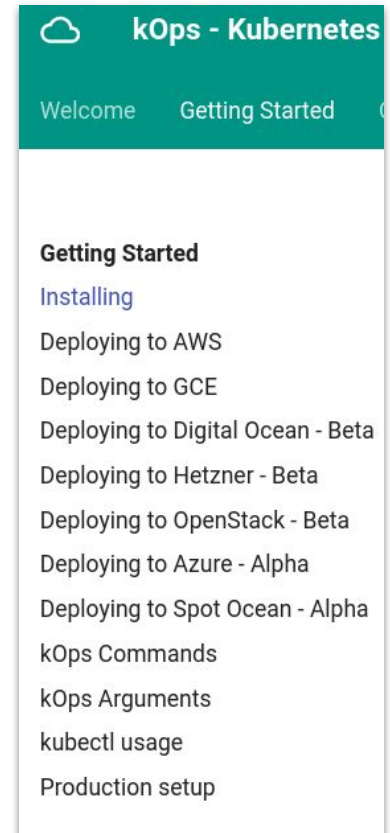 kOps - Kubernetes
Welcome Getting Started
Getting Started
Installing
Deploying to AWS
Deploying to GCE
Deploying to Digital Ocean - Beta
Deploying to Hetzner - Beta
Deploying to OpenStack - Beta
Deploying to Azure - Alpha
Deploying to Spot Ocean - Alpha
kOps Commands
kOps Arguments
kubectl usage
Production setup